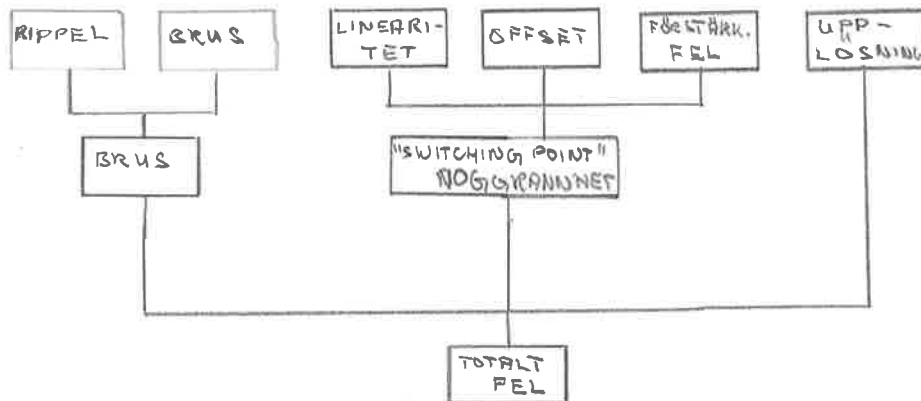 RIPPEL
BRUS
LINEARI-
TET
OFFSET
FÖRSTÄRK.
FEL
UPP-
LÖSNING
BRUS
"SWITCHING POINT"
NOGGRANNHET
TOTALT
FEL